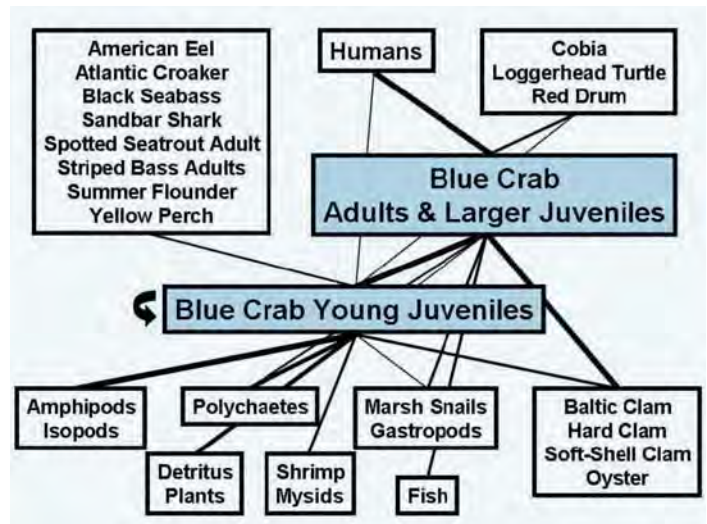 American Eel
Atlantic Croaker
Black Seabass
Sandbar Shark
Spotted Seatrout Adult
Striped Bass Adults
Summer Flounder
Yellow Perch
Humans
Cobia
Loggerhead Turtle
Red Drum
Blue Crab
Adults & Larger Juveniles
Blue Crab Young Juveniles
Amphipods
Isopods
Polychaetes
Marsh Snails
Gastropods
Baltic Clam
Hard Clam
Soft-Shell Clam
Oyster
Detritus
Plants
Shrimp
Mysids
Fish